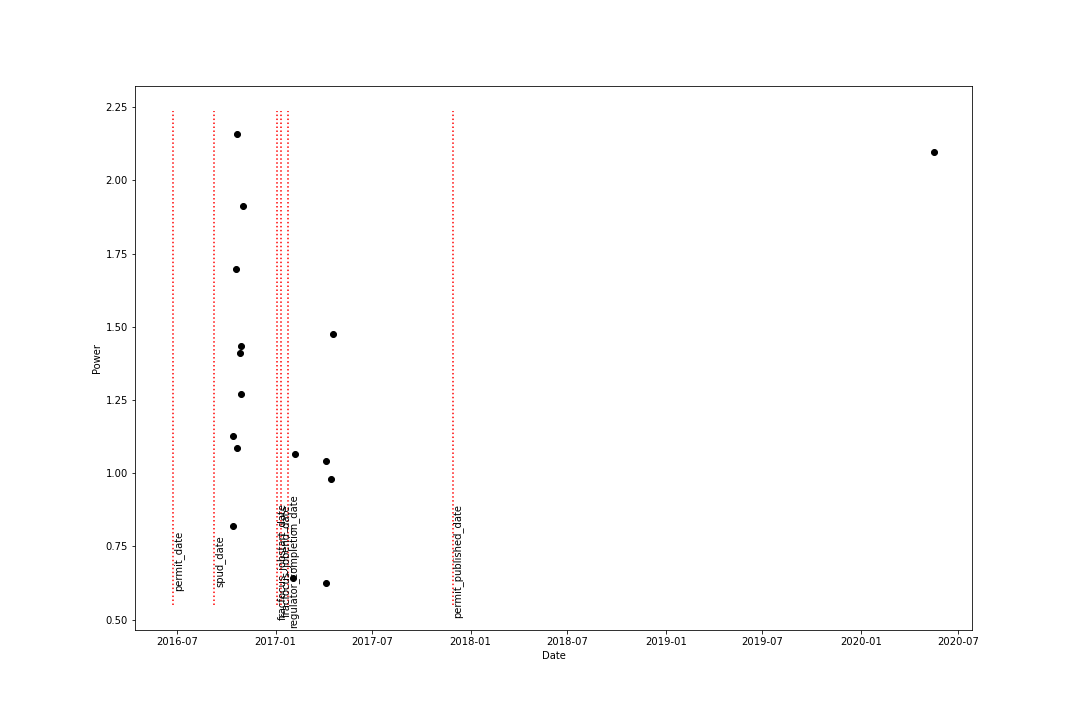 2.25
2.00
1.75
1.50
1.25
1.00
0.75
0.50
Power
permit_date
spud_date
regulator_completion_date
permit_published_date
2016-07
2017-01
2017-07
2018-01
2018-07
2019-01
2019-07
2020-01
2020-07
Date